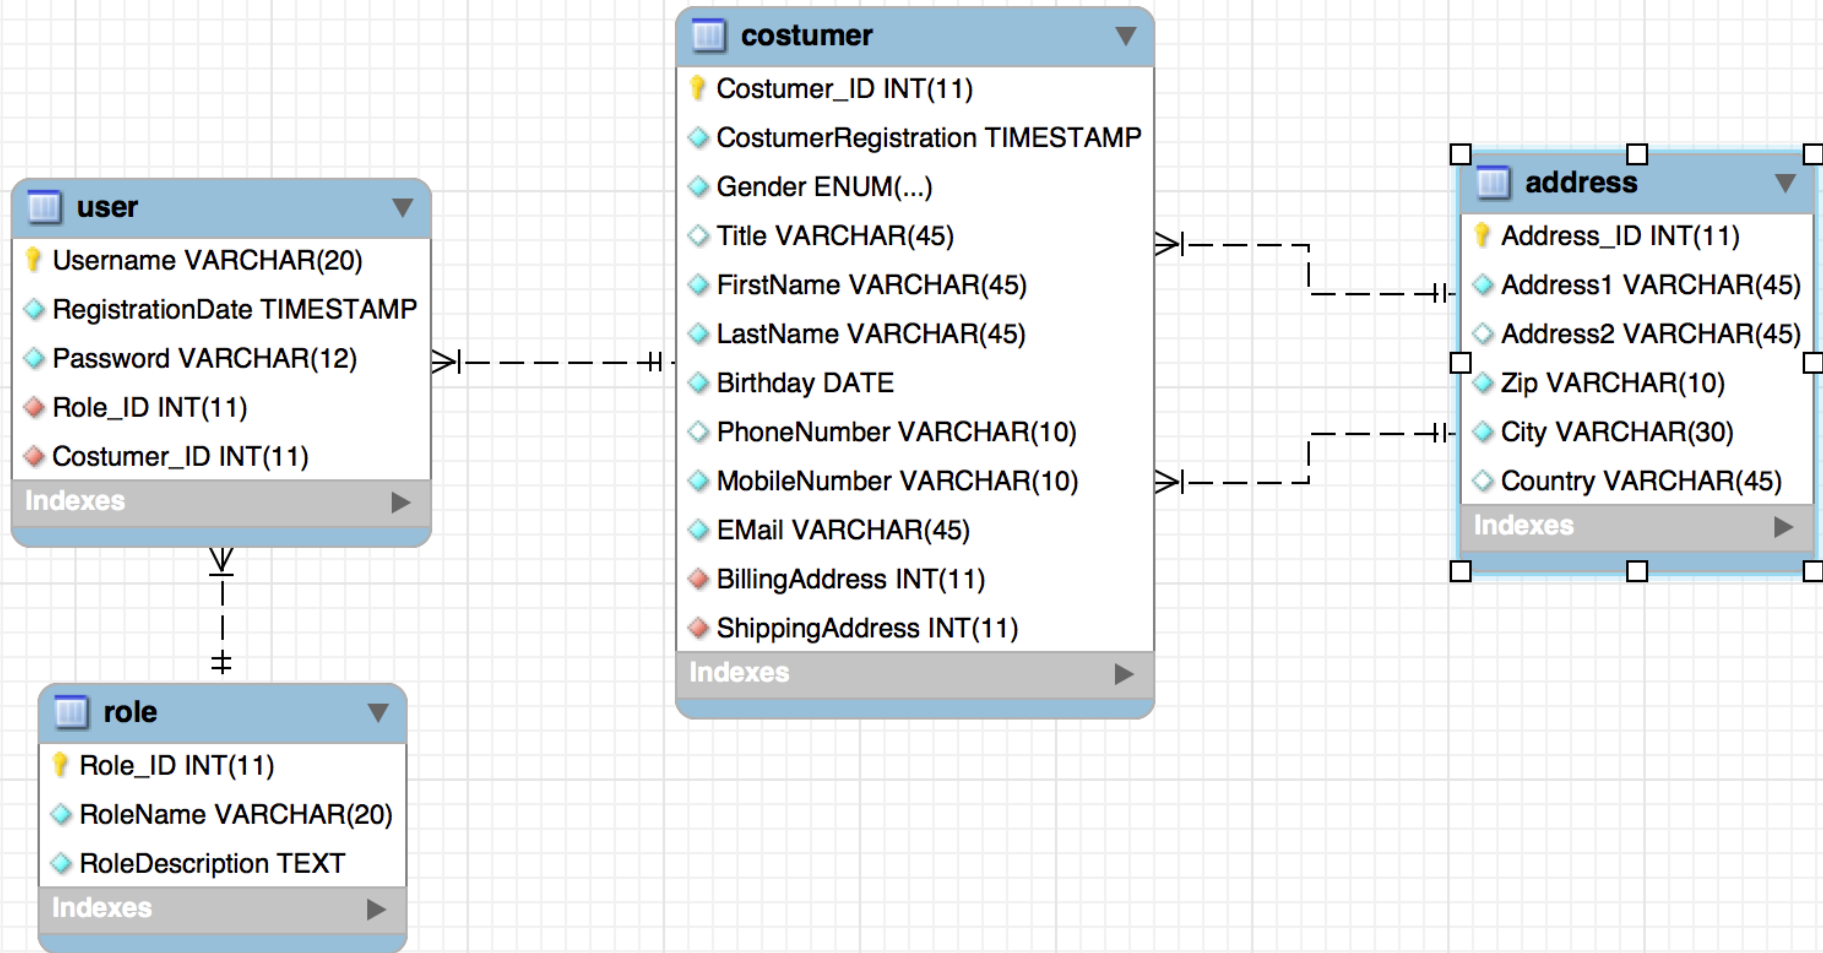 costumer
Costumer_ID INT(11)
CostumerRegistration TIMESTAMP
Gender ENUM(...)
Title VARCHAR(45)
FirstName VARCHAR(45)
LastName VARCHAR(45)
Birthday DATE
PhoneNumber VARCHAR(10)
MobileNumber VARCHAR(10)
EMail VARCHAR(45)
BillingAddress INT(11)
ShippingAddress INT(11)
Indexes
user
Username VARCHAR(20)
RegistrationDate TIMESTAMP
Password VARCHAR(12)
Role_ID INT(11)
Costumer_ID INT(11)
Indexes
address
Address_ID INT(11)
Address1 VARCHAR(45)
Address2 VARCHAR(45)
Zip VARCHAR(10)
City VARCHAR(30)
Country VARCHAR(45)
Indexes
role
Role_ID INT(11)
RoleName VARCHAR(20)
RoleDescription TEXT
Indexes